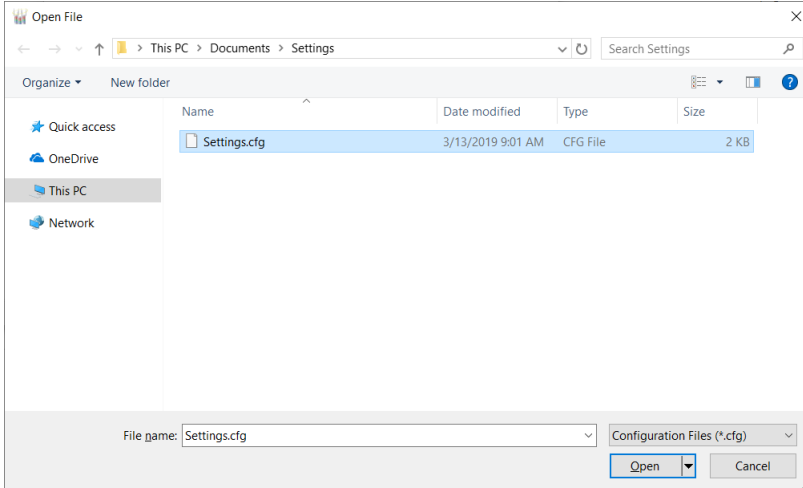 Open File
This PC > Documents > Settings
Search Settings
Organize
New folder
Name Date modified Type Size
Quick access
Settings.cfg 3/13/2019 9:01 AM CFG File 2 KB
OneDrive
This PC
Network
File name: Settings.cfg
Configuration Files (*.cfg)
Open Cancel